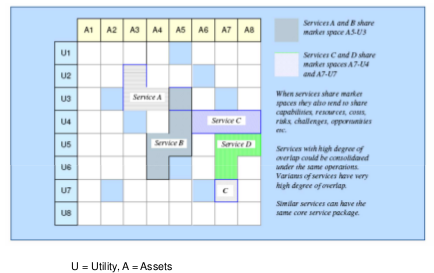 A1 A2 A3 A4 A5 A6 A7 A8
U1
U2
U3
U4
U5
U6
U7
U8
Service A
Service C
Service B
Service D
C
Services A and B share
market space A5-U3
Services C and D share
market spaces A7-U4
and A7-U7
When services share market
spaces they also tend to share
capabilities, resources, costs,
risks, challenges, opportunities
etc.
Services with high degree of
overlap could be consolidated
under the same operations.
Variants of services have very
high degree of overlap.
Similar services can have the
same core service package.
U = Utility, A = Assets